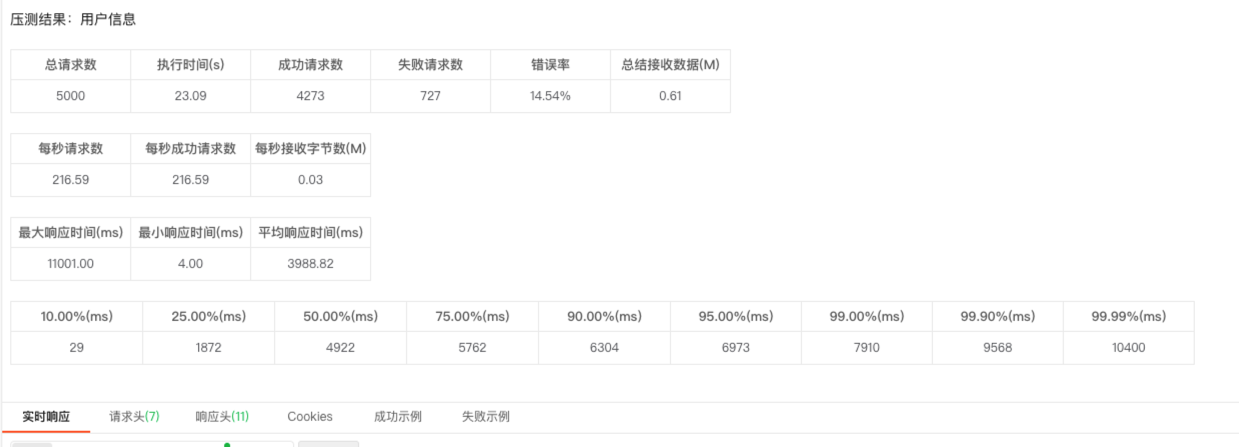 压测结果：用户信息
总请求数 执行时间(s) 成功请求数 失败请求数 错误率 总结接收数据(M)
5000 23.09 4273 727 14.54% 0.61
每秒请求数 每秒成功请求数 每秒接收字节数(M)
216.59 216.59 0.03
最大响应时间(ms) 最小响应时间(ms) 平均响应时间(ms)
11001.00 4.00 3988.82
10.00%(ms) 25.00%(ms) 50.00%(ms) 75.00%(ms) 90.00%(ms) 95.00%(ms) 99.00%(ms) 99.90%(ms) 99.99%(ms)
29 1872 4922 5762 6304 6973 7910 9568 10400
实时响应 请求头(7) 响应头(11) Cookies 成功示例 失败示例